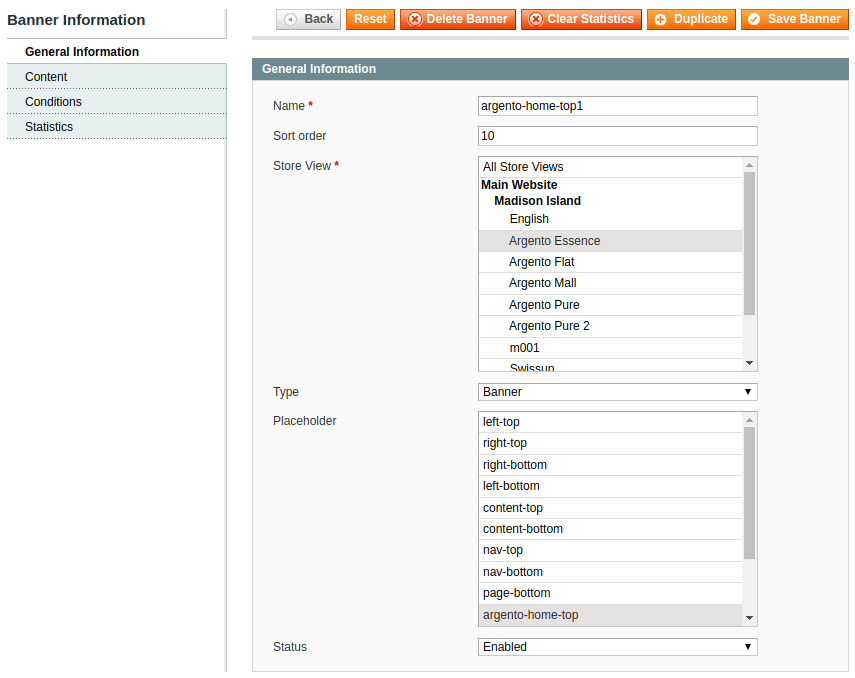 Banner Information
General Information
Content
Conditions
Statistics
Back Reset Delete Banner Clear Statistics Duplicate Save Banner
General Information
Name * argento-home-top1
Sort order 10
Store View *
All Store Views
Main Website
Madison Island
English
Argento Essence
Argento Flat
Argento Mall
Argento Pure
Argento Pure 2
m001
Swissup
Type Banner
Placeholder
left-top
right-top
right-bottom
left-bottom
content-top
content-bottom
nav-top
nav-bottom
page-bottom
argento-home-top
Status Enabled